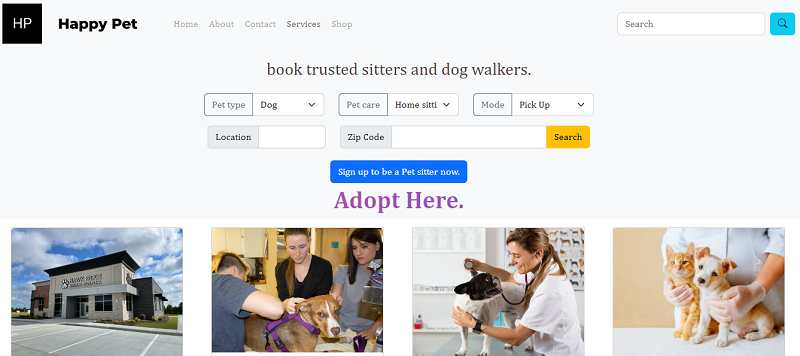 HP Happy Pet Home About Contact Services Shop Search
book trusted sitters and dog walkers.
Pet type Dog Pet care Home sitti Mode Pick Up
Location Zip Code Search
Sign up to be a Pet sitter now.
Adopt Here.